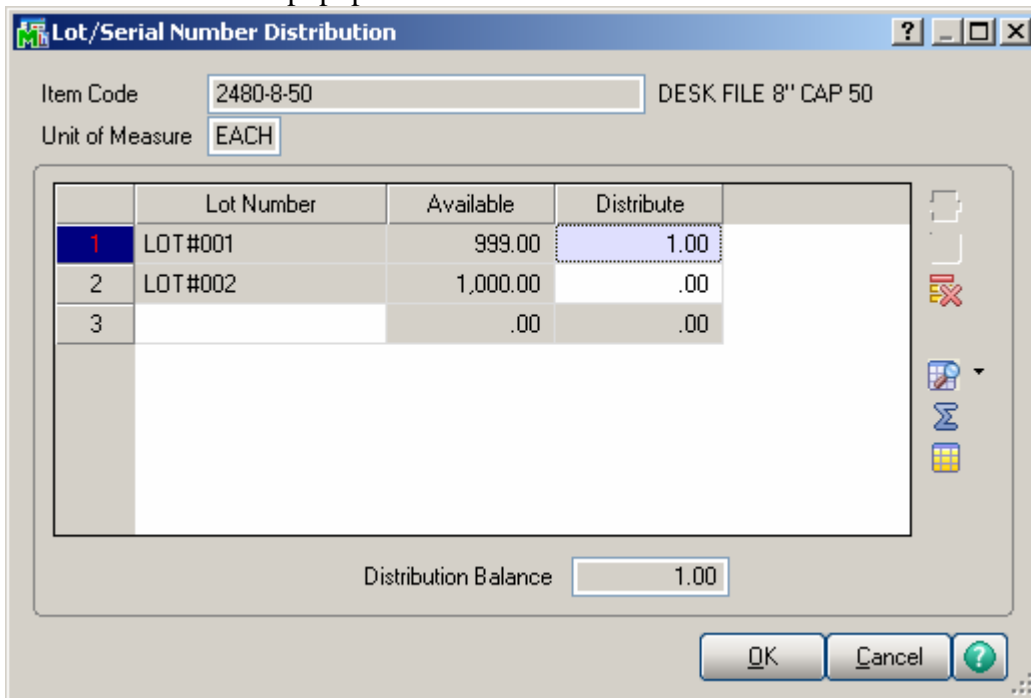 Lot/Serial Number Distribution
Item Code 2480-8-50 DESK FILE 8" CAP 50
Unit of Measure EACH
Lot Number Available Distribute
1 LOT#001 999.00 1.00
2 LOT#002 1,000.00 .00
3 .00 .00
Distribution Balance 1.00
OK Cancel